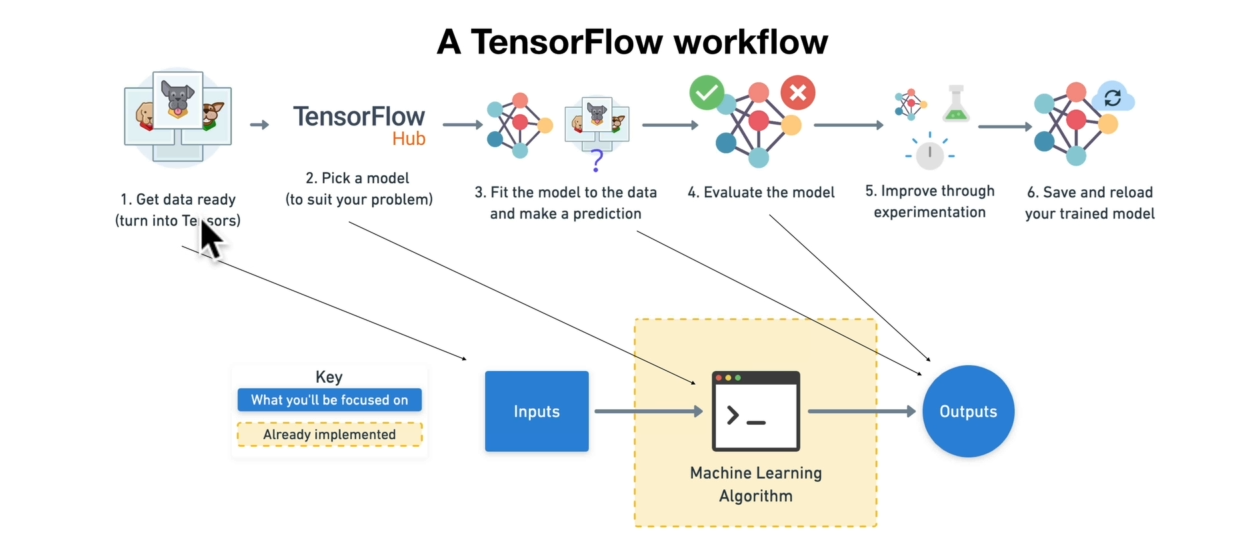 A TensorFlow workflow
TensorFlow
Hub
?
1. Get data ready
(turn into Tensors)
2. Pick a model
(to suit your problem)
3. Fit the model to the data
and make a prediction
4. Evaluate the model
5. Improve through
experimentation
6. Save and reload
your trained model
Key
What you'll be focused on
Already implemented
Inputs
Machine Learning
Algorithm
Outputs